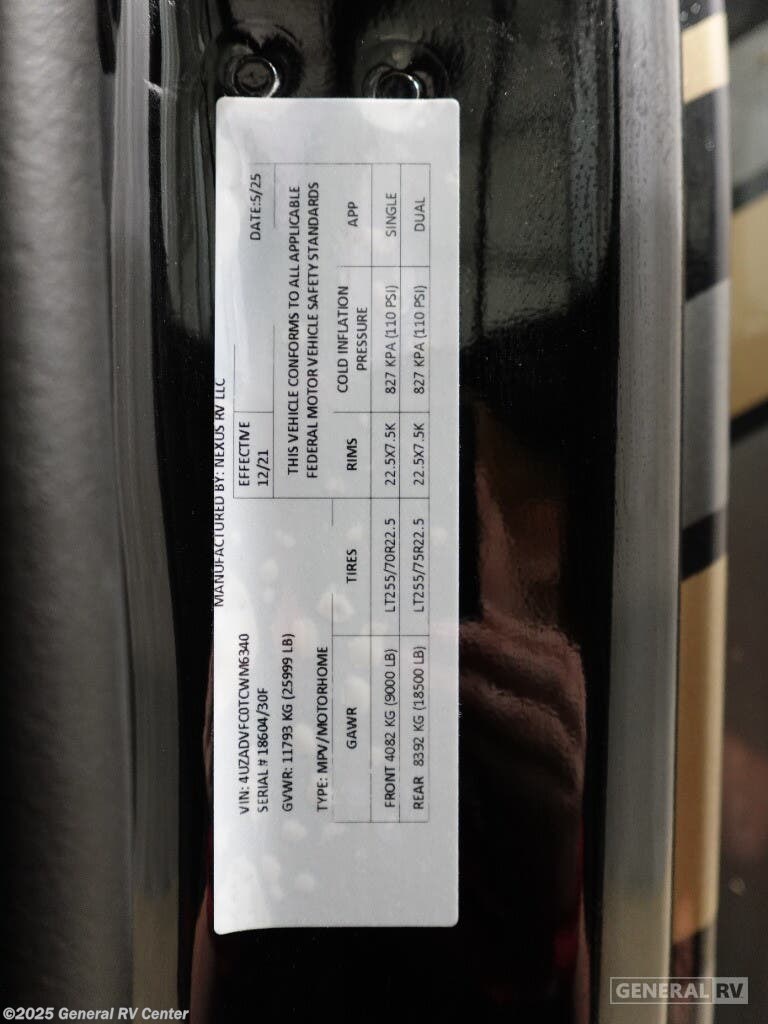 MANUFACTURED BY: NEXUS RV LLC
VIN: 4UZADVFC0TCWM6340
SERIAL # 18604/30F
EFFECTIVE
12/21
DATE:5/25
GVWR: 11793 KG (25999 LB)
THIS VEHICLE CONFORMS TO ALL APPLICABLE
FEDERAL MOTOR VEHICLE SAFETY STANDARDS
TYPE: MPV/MOTORHOME
GAWR TIRES RIMS COLD INFLATION PRESSURE APP
FRONT 4082 KG (9000 LB) LT255/70R22.5 22.5X7.5K 827 KPA (110 PSI) SINGLE
REAR 8392 KG (18500 LB) LT255/75R22.5 22.5X7.5K 827 KPA (110 PSI) DUAL
GENERAL RV
©2025 General RV Center